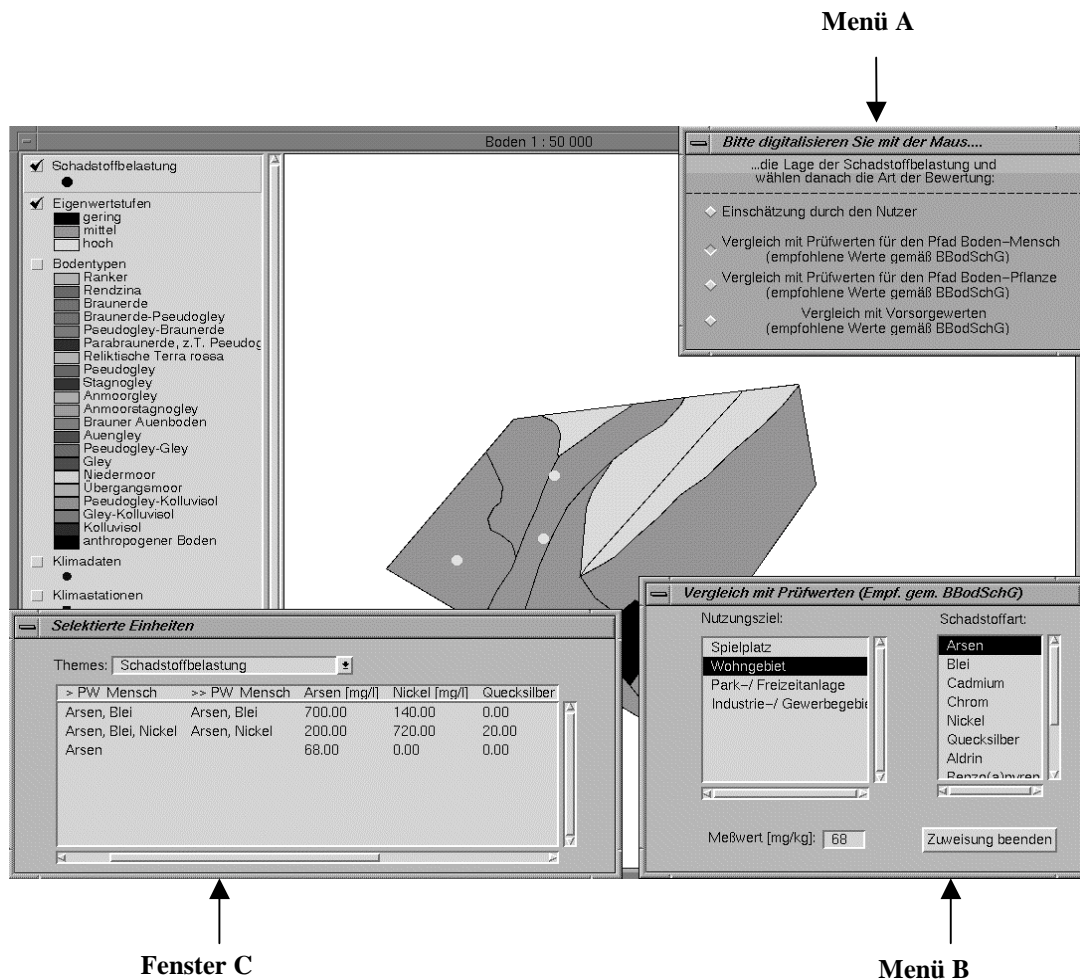 Menü A
Boden 1 : 50 000
Schadstoffbelastung
Eigenwertstufen
gering
mittel
hoch
Bodentypen
Ranker
Rendzina
Braunerde
Braunerde-Pseudogley
Pseudogley-Braunerde
Parabraunerde, z.T. Pseudog
Reliktische Terra rossa
Pseudogley
Stagnogley
Anmoorgley
Anmoorstagnogley
Brauner Auenboden
Auengley
Pseudogley-Gley
Gley
Niedermoor
Übergangsmoor
Pseudogley-Kolluvisol
Gley-Kolluvisol
Kolluvisol
anthropogener Boden
Klimadaten
Klimastationen
Bitte digitalisieren Sie mit der Maus....
...die Lage der Schadstoffbelastung und
wählen danach die Art der Bewertung:
Einschätzung durch den Nutzer
Vergleich mit Prüfwerten für den Pfad Boden-Mensch
(empfohlene Werte gemäß BBodSchG)
Vergleich mit Prüfwerten für den Pfad Boden-Pflanze
(empfohlene Werte gemäß BBodSchG)
Vergleich mit Vorsorgewerten
(empfohlene Werte gemäß BBodSchG)
Selektierte Einheiten
Themes: Schadstoffbelastung
> PW Mensch >> PW Mensch Arsen [mg/l] Nickel [mg/l] Quecksilber
Arsen, Blei Arsen, Blei 700.00 140.00 0.00
Arsen, Blei, Nickel Arsen, Nickel 200.00 720.00 20.00
Arsen 68.00 0.00 0.00
Vergleich mit Prüfwerten (Empf. gem. BBodSchG)
Nutzungsziel:
Spielplatz
Wohngebiet
Park-/ Freizeitanlage
Industrie-/ Gewerbegebie
Schadstoffart:
Arsen
Blei
Cadmium
Chrom
Nickel
Quecksilber
Aldrin
Benzo(a)pyren
Meßwert [mg/kg]: 68
Zuweisung beenden
Fenster C
Menü B